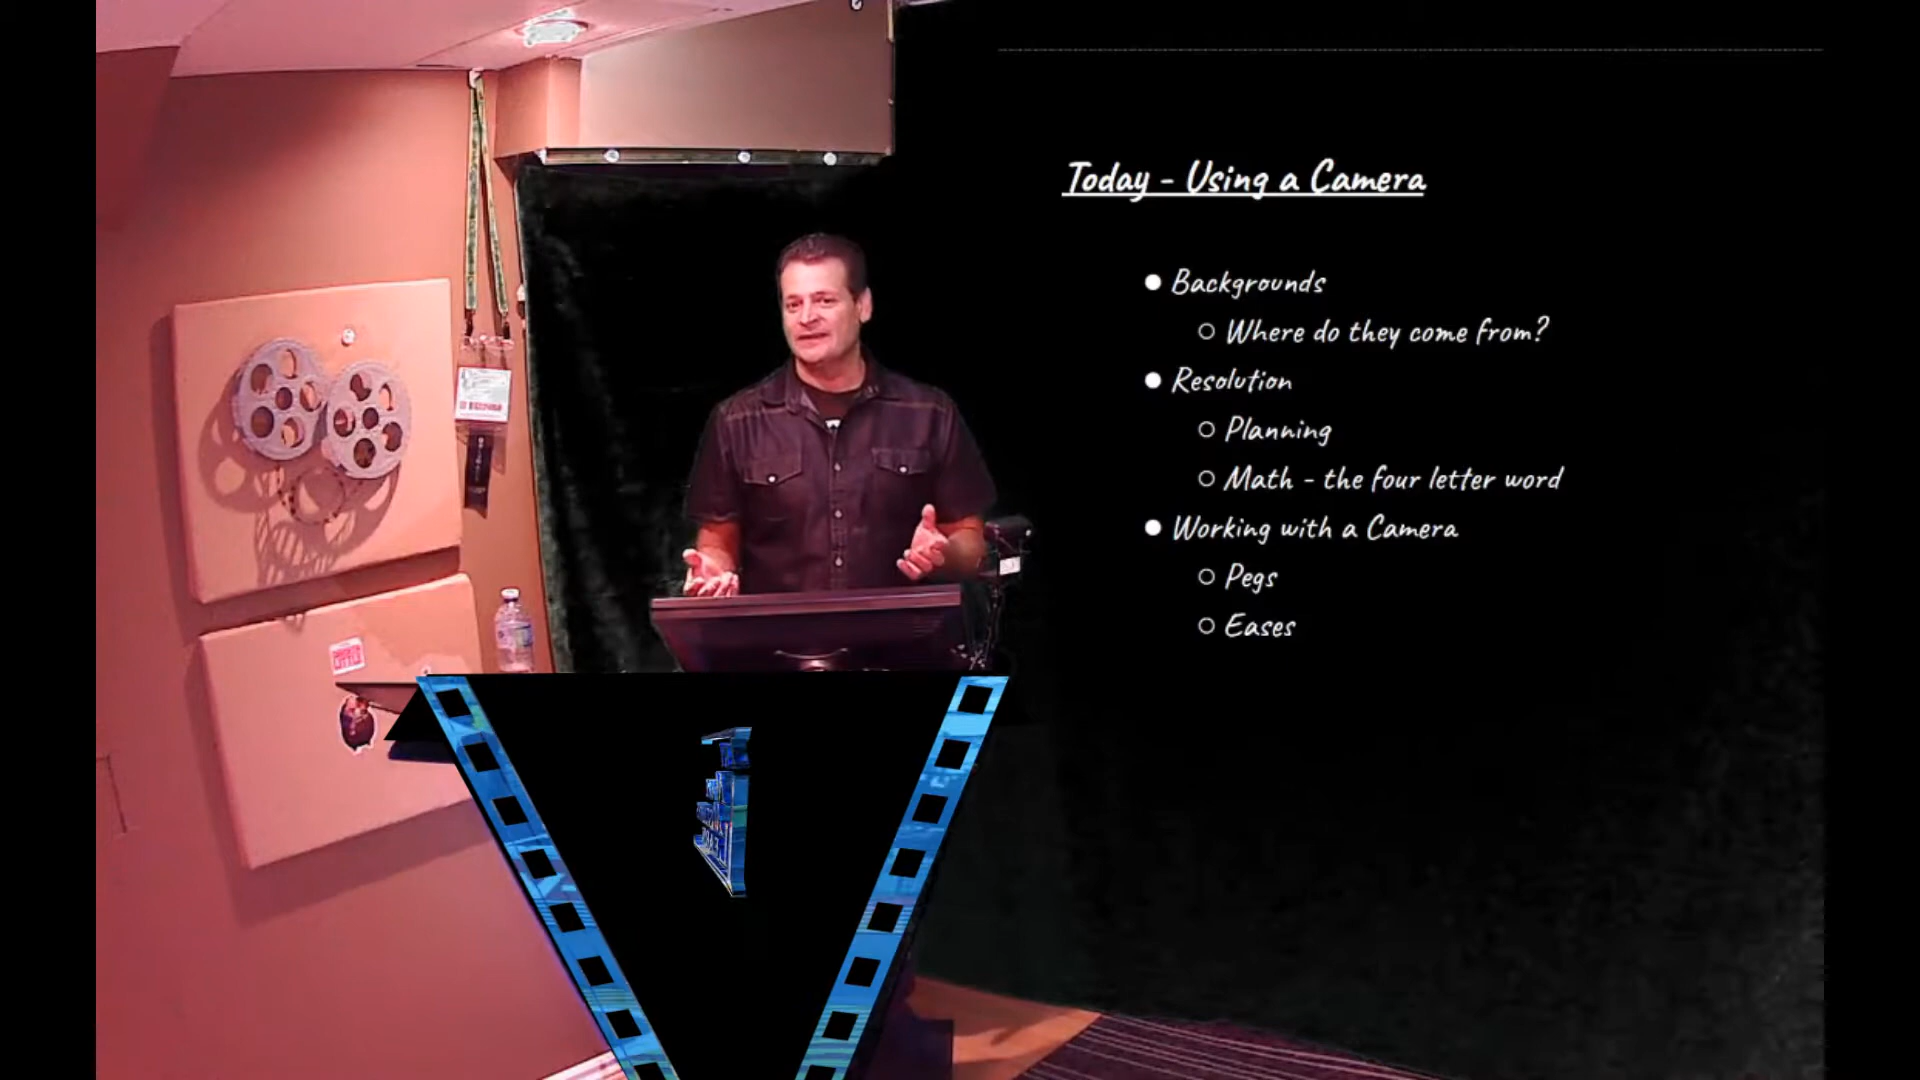 Today - Using a Camera
Backgrounds
Where do they come from?
Resolution
Planning
Math - the four letter word
Working with a Camera
Pegs
Eases